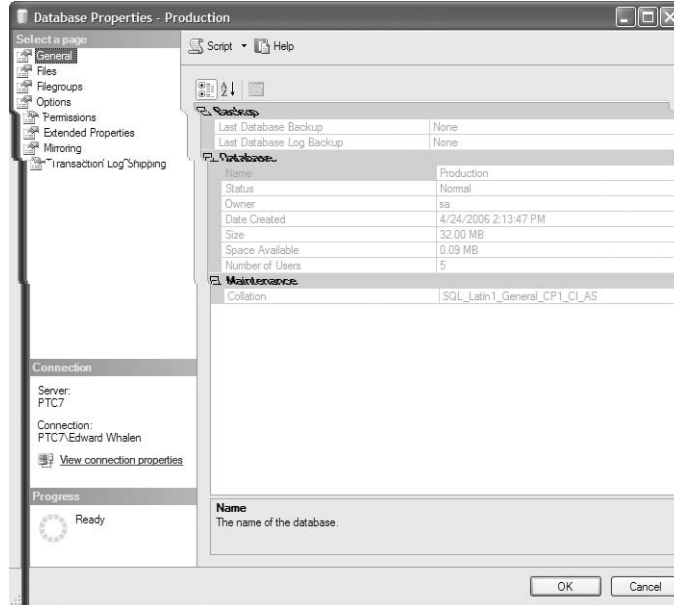 Database Properties - Production
Select a page
General
Files
Filegroups
Options
Permissions
Extended Properties
Mirroring
Transaction Log Shipping
Script Help
Backup
Last Database Backup None
Last Database Log Backup None
Database
Name Production
Status Normal
Owner sa
Date Created 4/24/2006 2:13:47 PM
Size 32.00 MB
Space Available 0.09 MB
Number of Users 5
Maintenance
Collation SQL_Latin1_General_CP1_CI_AS
Connection
Server:
PTC7
Connection:
PTC7\Edward Whalen
View connection properties
Progress
Ready
Name
The name of the database.
OK Cancel